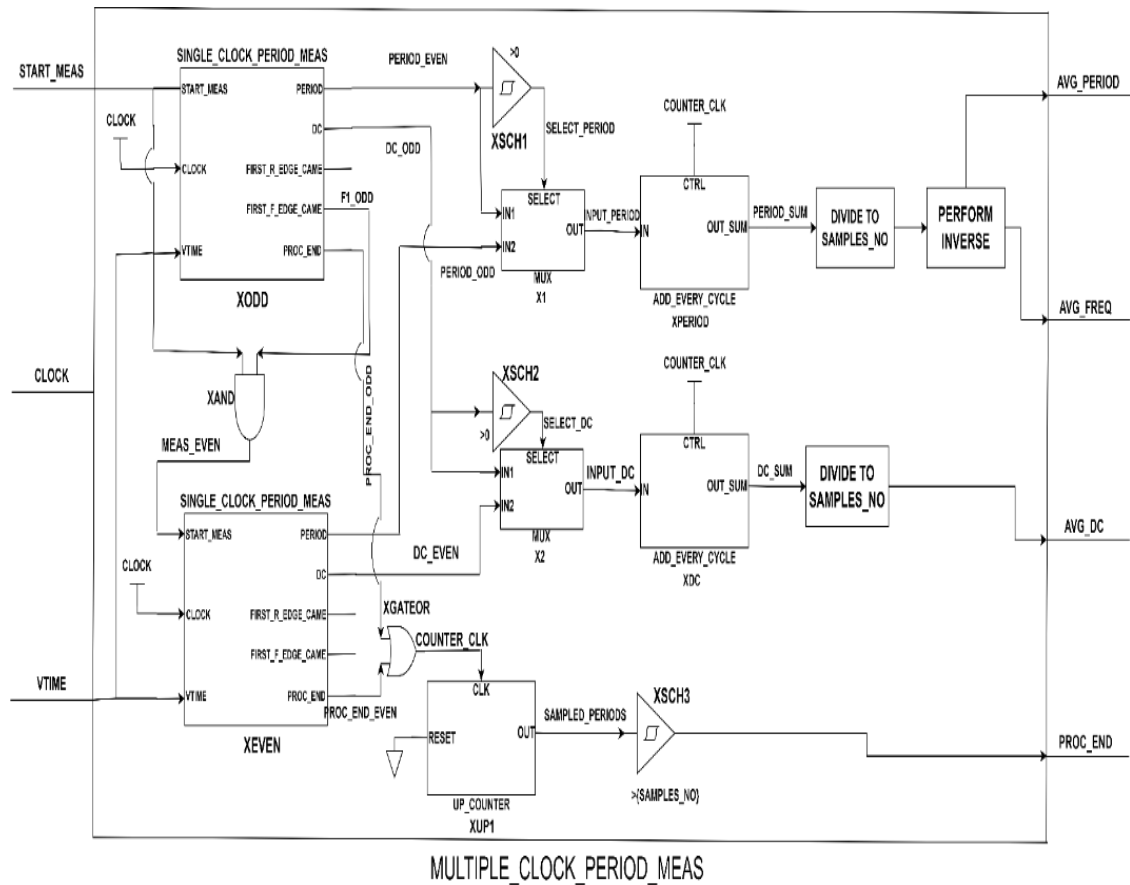 START_MEAS
CLOCK
VTIME
SINGLE_CLOCK_PERIOD_MEAS
START_MEAS
CLOCK
CLOCK
VTIME
PERIOD
DC
FIRST_R_EDGE_CAME
FIRST_F_EDGE_CAME
PROC_END
XODD
PERIOD_EVEN
DC_ODD
F1_ODD
PERIOD_ODD
PROC_END_ODD
>0
XSCH1
SELECT_PERIOD
SELECT
IN1
IN2
OUT
MUX
X1
INPUT_PERIOD
COUNTER_CLK
CTRL
IN
OUT_SUM
ADD_EVERY_CYCLE
XPERIOD
PERIOD_SUM
DIVIDE TO
SAMPLES_NO
PERFORM
INVERSE
AVG_PERIOD
AVG_FREQ
XAND
MEAS_EVEN
XSCH2
>0
SELECT_DC
SELECT
IN1
IN2
OUT
MUX
X2
INPUT_DC
COUNTER_CLK
CTRL
IN
OUT_SUM
ADD_EVERY_CYCLE
XDC
DC_SUM
DIVIDE TO
SAMPLES_NO
AVG_DC
SINGLE_CLOCK_PERIOD_MEAS
START_MEAS
CLOCK
CLOCK
VTIME
PERIOD
DC
FIRST_R_EDGE_CAME
FIRST_F_EDGE_CAME
PROC_END
XEVEN
DC_EVEN
XGATEOR
COUNTER_CLK
PROC_END_EVEN
CLK
RESET
OUT
UP_COUNTER
XUP1
SAMPLED_PERIODS
XSCH3
>{SAMPLES_NO}
PROC_END
MULTIPLE_CLOCK_PERIOD_MEAS